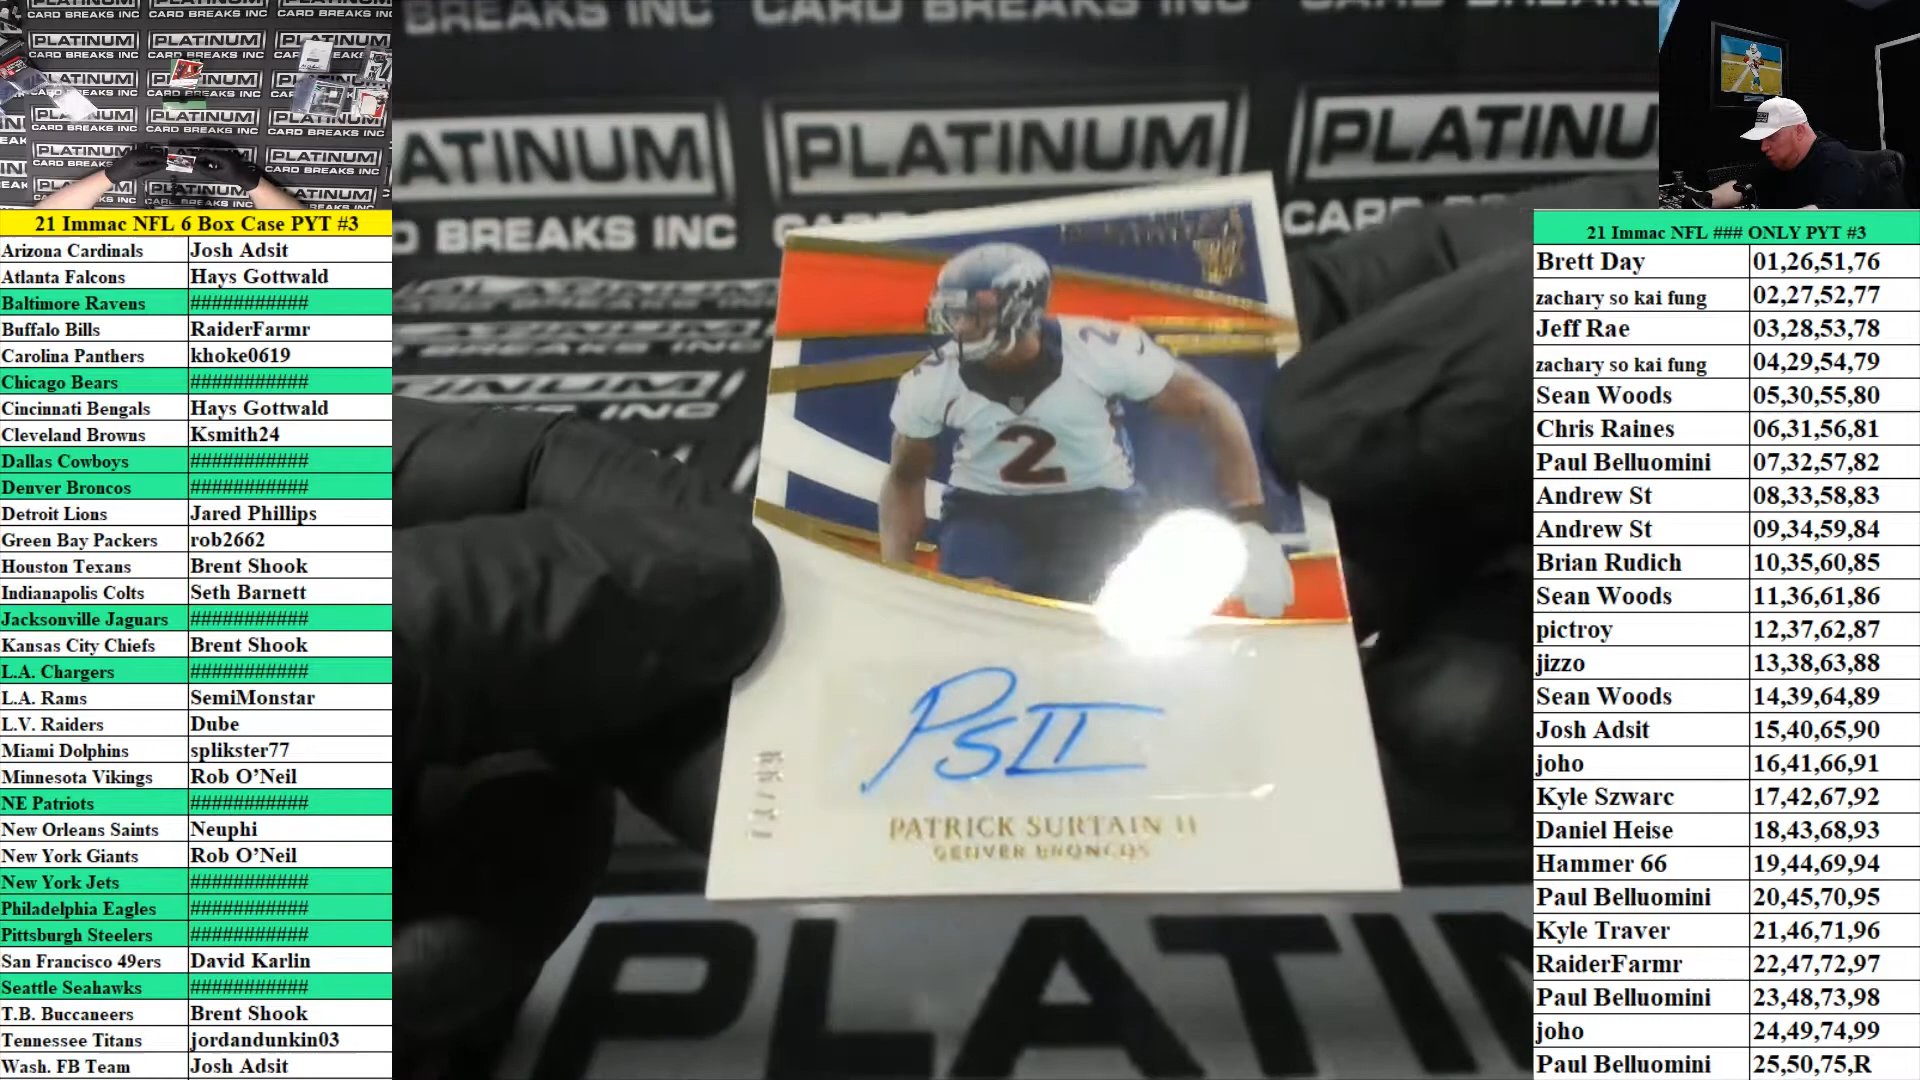 21 Immac NFL 6 Box Case PYT #3
Arizona Cardinals Josh Adsit
Atlanta Falcons Hays Gottwald
Baltimore Ravens ###########
Buffalo Bills RaiderFarmr
Carolina Panthers khoke0619
Chicago Bears ###########
Cincinnati Bengals Hays Gottwald
Cleveland Browns Ksmith24
Dallas Cowboys ###########
Denver Broncos ###########
Detroit Lions Jared Phillips
Green Bay Packers rob2662
Houston Texans Brent Shook
Indianapolis Colts Seth Barnett
Jacksonville Jaguars ###########
Kansas City Chiefs Brent Shook
L.A. Chargers ###########
L.A. Rams SemiMonstar
L.V. Raiders Dube
Miami Dolphins splikster77
Minnesota Vikings Rob O’Neil
NE Patriots ###########
New Orleans Saints Neuphi
New York Giants Rob O’Neil
New York Jets ###########
Philadelphia Eagles ###########
Pittsburgh Steelers ###########
San Francisco 49ers David Karlin
Seattle Seahawks ###########
T.B. Buccaneers Brent Shook
Tennessee Titans jordandunkin03
Wash. FB Team Josh Adsit
CARD BREAKS INC
PLATINUM
CARD BREAKS INC
2
PSII
PATRICK SURTAIN II
DENVER BRONCOS
PLATIN
21 Immac NFL ### ONLY PYT #3
Brett Day 01,26,51,76
zachary so kai fung 02,27,52,77
Jeff Rae 03,28,53,78
zachary so kai fung 04,29,54,79
Sean Woods 05,30,55,80
Chris Raines 06,31,56,81
Paul Belluomini 07,32,57,82
Andrew St 08,33,58,83
Andrew St 09,34,59,84
Brian Rudich 10,35,60,85
Sean Woods 11,36,61,86
pictroy 12,37,62,87
jizzo 13,38,63,88
Sean Woods 14,39,64,89
Josh Adsit 15,40,65,90
joho 16,41,66,91
Kyle Szwarc 17,42,67,92
Daniel Heise 18,43,68,93
Hammer 66 19,44,69,94
Paul Belluomini 20,45,70,95
Kyle Traver 21,46,71,96
RaiderFarmr 22,47,72,97
Paul Belluomini 23,48,73,98
joho 24,49,74,99
Paul Belluomini 25,50,75,R